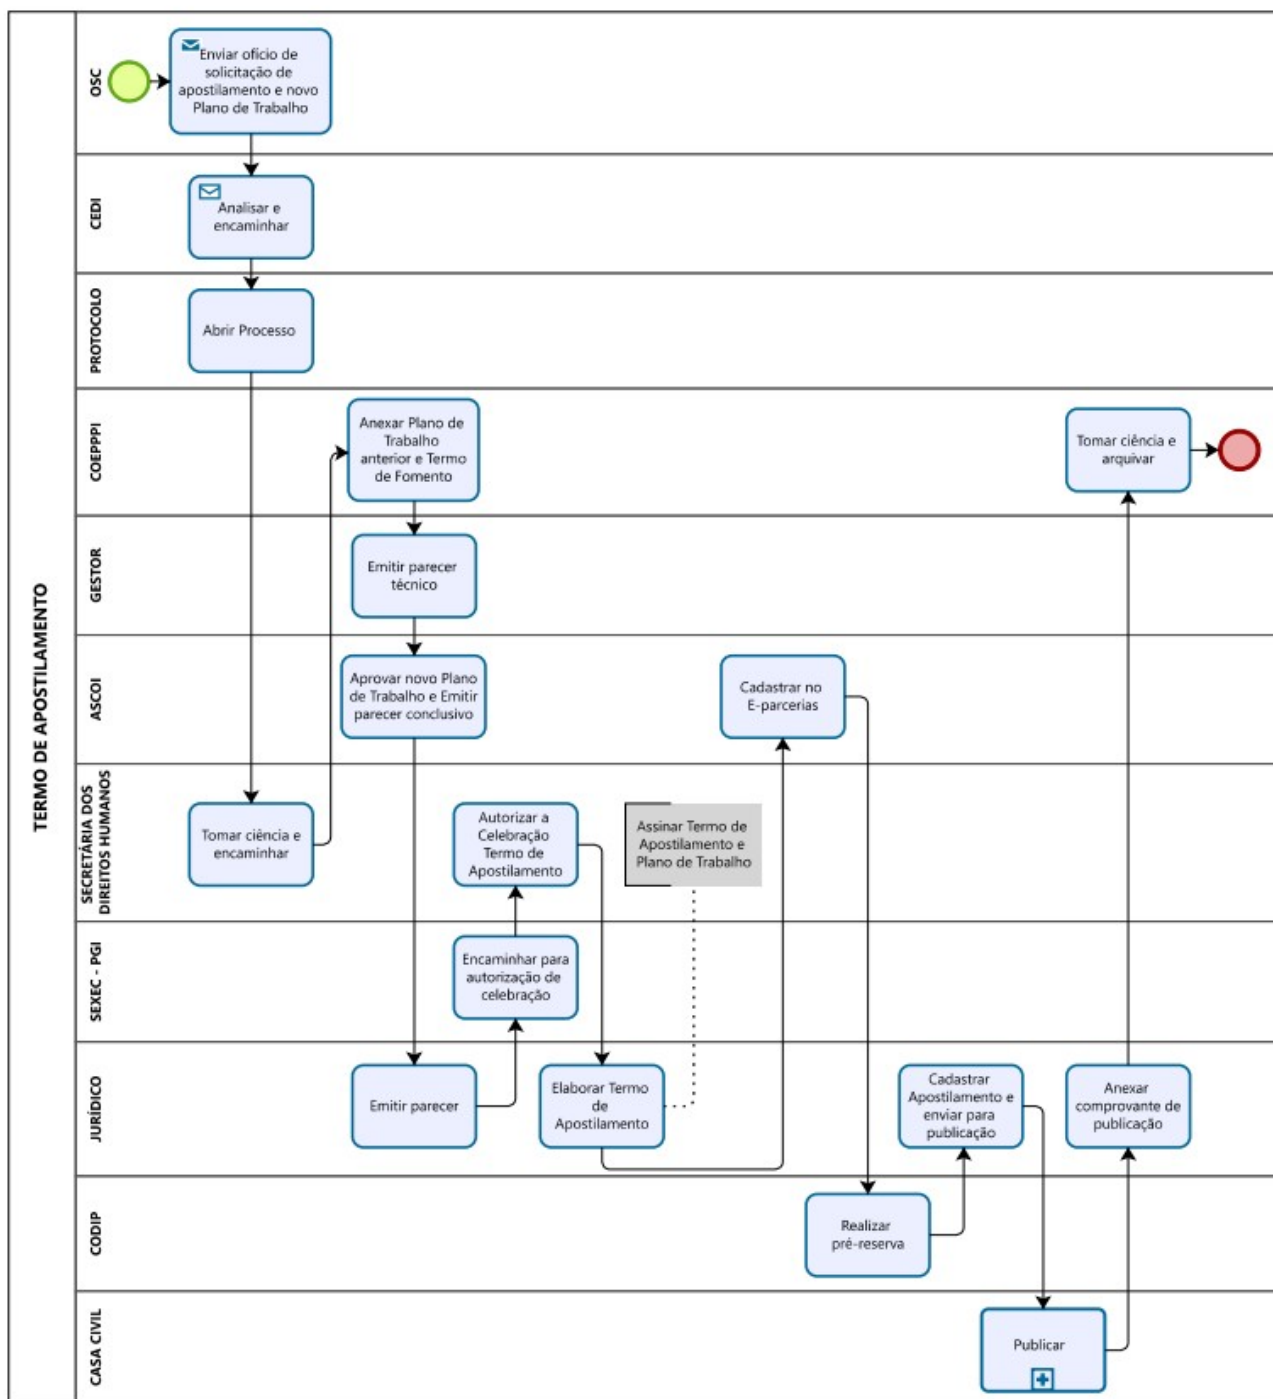 TERMO DE APOSTILAMENTO
OSC
Enviar ofício de
solicitação de
apostilamento e novo
Plano de Trabalho
CEDI
Analisar e
encaminhar
PROTOCOLO
Abrir Processo
COEPPPI
Anexar Plano de
Trabalho
anterior e Termo
de Fomento
Tomar ciência e
arquivar
GESTOR
Emitir parecer
técnico
ASCOI
Aprovar novo Plano
de Trabalho e Emitir
parecer conclusivo
Cadastrar no
E-parcerias
SECRETÁRIA DOS
DIREITOS HUMANOS
Tomar ciência e
encaminhar
Autorizar a
Celebração
Termo de
Apostilamento
Assinar Termo de
Apostilamento e
Plano de Trabalho
SEXEC - PGI
Encaminhar para
autorização de
celebração
JURÍDICO
Emitir parecer
Elaborar Termo
de
Apostilamento
Cadastrar
Apostilamento e
enviar para
publicação
Anexar
comprovante de
publicação
CODIP
Realizar
pré-reserva
CASA CIVIL
Publicar